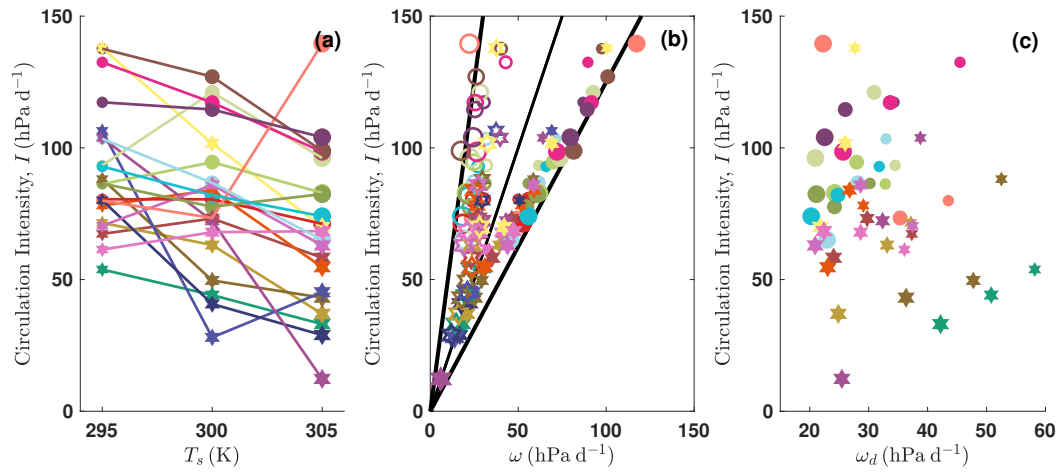 (a)
150
100
50
0
Circulation Intensity, I (hPa d⁻¹)
295 300 305
T_s (K)
(b)
150
100
50
0
Circulation Intensity, I (hPa d⁻¹)
0 50 100 150
ω (hPa d⁻¹)
(c)
150
100
50
0
Circulation Intensity, I (hPa d⁻¹)
20 30 40 50 60
ω_d (hPa d⁻¹)